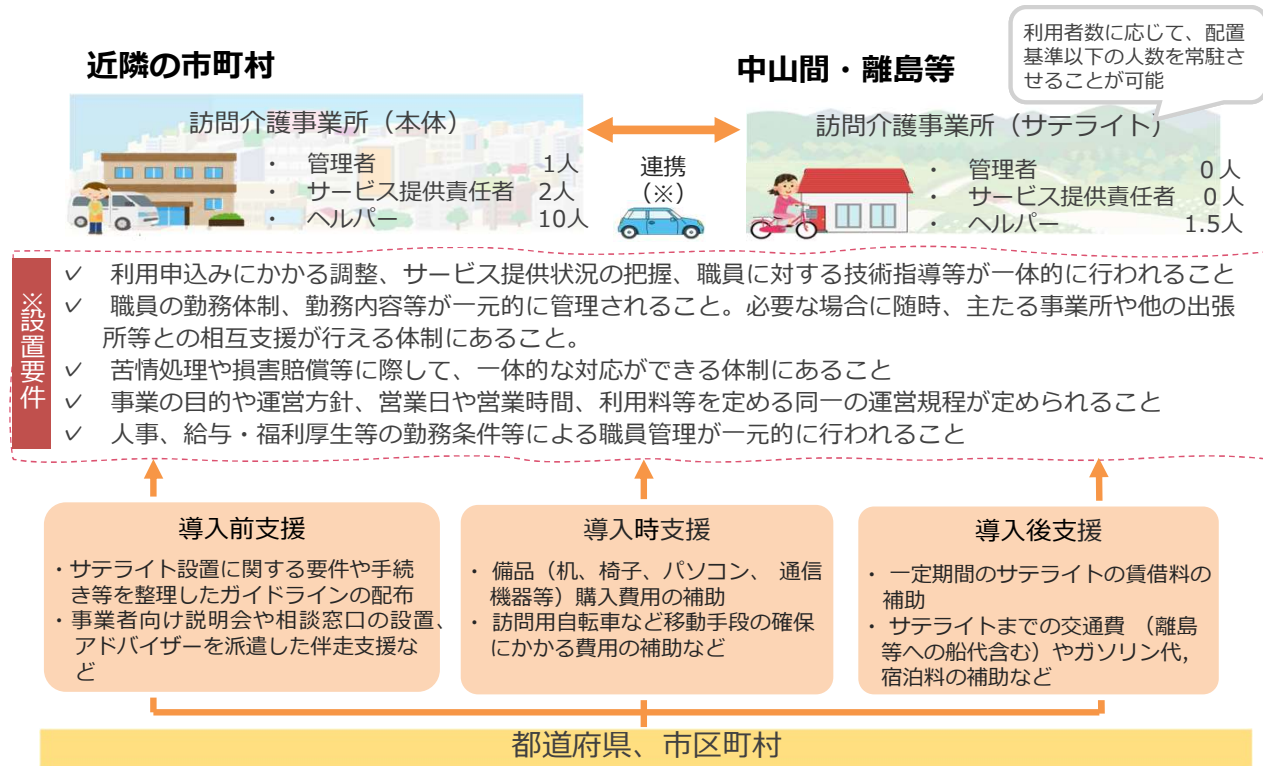 利用者数に応じて、配置
基準以下の人数を常駐さ
せることが可能
近隣の市町村
中山間・離島等
訪問介護事業所（本体）
・ 管理者 1人
・ サービス提供責任者 2人
・ ヘルパー 10人
連携
（※）
訪問介護事業所（サテライト）
・ 管理者 0人
・ サービス提供責任者 0人
・ ヘルパー 1.5人
※設置要件
✓ 利用申込みにかかる調整、サービス提供状況の把握、職員に対する技術指導等が一体的に行われること
✓ 職員の勤務体制、勤務内容等が一元的に管理されること。必要な場合に随時、主たる事業所や他の出張
所等との相互支援が行える体制にあること。
✓ 苦情処理や損害賠償等に際して、一体的な対応ができる体制にあること
✓ 事業の目的や運営方針、営業日や営業時間、利用料等を定める同一の運営規程が定められること
✓ 人事、給与・福利厚生等の勤務条件等による職員管理が一元的に行われること
導入前支援
・サテライト設置に関する要件や手続
き等を整理したガイドラインの配布
・事業者向け説明会や相談窓口の設置、
アドバイザーを派遣した伴走支援な
ど
導入時支援
・ 備品（机、椅子、パソコン、 通信
機器等）購入費用の補助
・ 訪問用自転車など移動手段の確保
にかかる費用の補助など
導入後支援
・ 一定期間のサテライトの賃借料の
補助
・ サテライトまでの交通費 （離島
等への船代含む）やガソリン代,
宿泊料の補助など
都道府県、市区町村